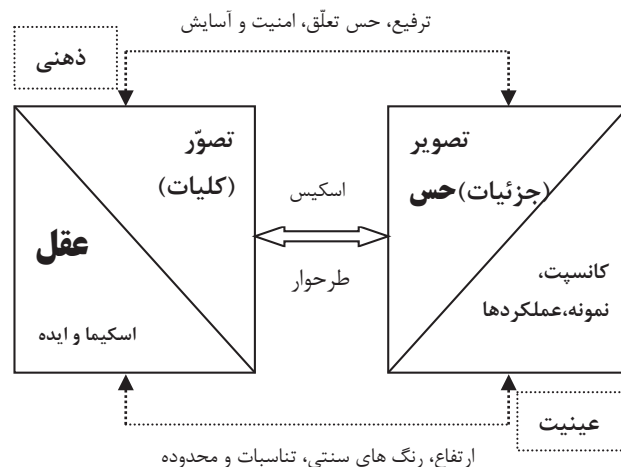 ترفیع، حس تعلّق، امنیت و آسایش
ذهنی
تصویر
(جزئیات) حس
کانسپت،
نمونه،عملکردها
تصوّر
(کلیات)
عقل
اسکیما و ایده
اسکیس
طرحوار
عینیت
ارتفاع، رنگ های سنتی، تناسبات و محدوده